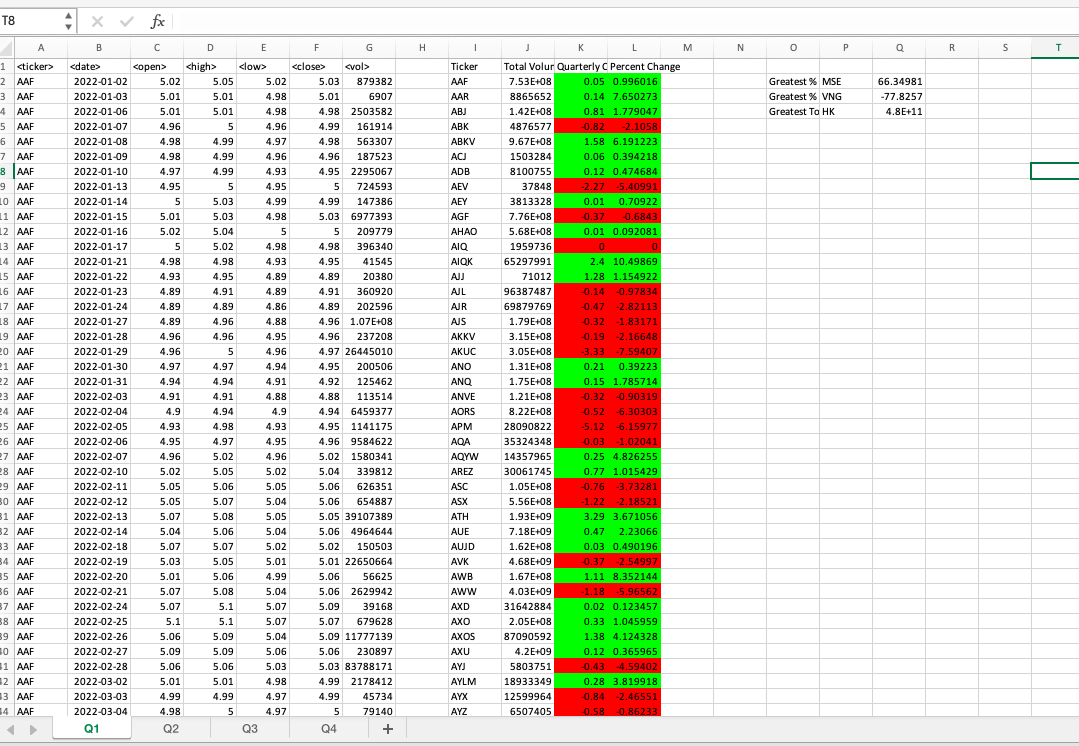 T8 fx
A B C D E F G H I J K L M N O P Q R S T
1 <ticker> <date> <open> <high> <low> <close> <vol> Ticker Total Volur Quarterly C Percent Change
2 AAF 2022-01-02 5.02 5.05 5.02 5.03 879382 AAF 7.53E+08 0.05 0.996016 Greatest % MSE 66.34981
3 AAF 2022-01-03 5.01 5.01 4.98 5.01 6907 AAR 8865652 0.14 7.650273 Greatest % VNG -77.8257
4 AAF 2022-01-06 5.01 5.01 4.98 4.98 2503582 ABJ 1.42E+08 0.81 1.779047 Greatest To HK 4.8E+11
5 AAF 2022-01-07 4.96 5 4.96 4.99 161914 ABK 4876577 -0.82 -2.1058
6 AAF 2022-01-08 4.98 4.99 4.97 4.98 563307 ABKV 9.67E+08 1.58 6.191223
7 AAF 2022-01-09 4.98 4.99 4.96 4.96 187523 ACJ 1503284 0.06 0.394218
8 AAF 2022-01-10 4.97 4.99 4.93 4.95 2295067 ADB 8100755 0.12 0.474684
9 AAF 2022-01-13 4.95 5 4.95 5 724593 AEV 37848 -2.27 -5.40991
10 AAF 2022-01-14 5 5.03 4.99 4.99 147386 AEY 3813328 0.01 0.70922
11 AAF 2022-01-15 5.01 5.03 4.98 5.03 6977393 AGF 7.76E+08 -0.37 -0.6843
12 AAF 2022-01-16 5.02 5.04 5 5 209779 AHAO 5.68E+08 0.01 0.092081
13 AAF 2022-01-17 5 5.02 4.98 4.98 396340 AIQ 1959736 0 0
14 AAF 2022-01-21 4.98 4.98 4.93 4.95 41545 AIQK 65297991 2.4 10.49869
15 AAF 2022-01-22 4.93 4.95 4.89 4.89 20380 AJJ 71012 1.28 1.154922
16 AAF 2022-01-23 4.89 4.91 4.89 4.91 360920 AJL 96387487 -0.14 -0.97834
17 AAF 2022-01-24 4.89 4.89 4.86 4.89 202596 AJR 69879769 -0.47 -2.82113
18 AAF 2022-01-27 4.89 4.96 4.88 4.96 1.07E+08 AJS 1.79E+08 -0.32 -1.83171
19 AAF 2022-01-28 4.96 4.96 4.95 4.96 237208 AKKV 3.15E+08 -0.19 -2.16648
20 AAF 2022-01-29 4.96 5 4.96 4.97 26445010 AKUC 3.05E+08 -3.33 -7.59407
21 AAF 2022-01-30 4.97 4.97 4.94 4.95 200506 ANO 1.31E+08 0.21 0.39223
22 AAF 2022-01-31 4.94 4.94 4.91 4.92 125462 ANQ 1.75E+08 0.15 1.785714
23 AAF 2022-02-03 4.91 4.91 4.88 4.88 113514 ANVE 1.21E+08 -0.32 -0.90319
24 AAF 2022-02-04 4.9 4.94 4.9 4.94 6459377 AORS 8.22E+08 -0.52 -6.30303
25 AAF 2022-02-05 4.93 4.98 4.93 4.95 1141175 APM 28090822 -5.12 -6.15977
26 AAF 2022-02-06 4.95 4.97 4.95 4.96 9584622 AQA 35324348 -0.03 -1.02041
27 AAF 2022-02-07 4.96 5.02 4.96 5.02 1580341 AQYW 14357965 0.25 4.826255
28 AAF 2022-02-10 5.02 5.05 5.02 5.04 339812 AREZ 30061745 0.77 1.015429
29 AAF 2022-02-11 5.05 5.06 5.05 5.06 626351 ASC 1.05E+08 -0.76 -3.73281
30 AAF 2022-02-12 5.05 5.07 5.04 5.06 654887 ASX 5.56E+08 -1.22 -2.18521
31 AAF 2022-02-13 5.07 5.08 5.05 5.05 39107389 ATH 1.93E+09 3.29 3.671056
32 AAF 2022-02-14 5.04 5.06 5.04 5.06 4964644 AUE 7.18E+09 0.47 2.23066
33 AAF 2022-02-18 5.07 5.07 5.02 5.02 150503 AUJD 1.62E+08 0.03 0.490196
34 AAF 2022-02-19 5.03 5.05 5.01 5.01 22650664 AVK 4.68E+09 -0.37 -2.54997
35 AAF 2022-02-20 5.01 5.06 4.99 5.06 56625 AWB 1.67E+08 1.11 8.352144
36 AAF 2022-02-21 5.07 5.08 5.04 5.06 2629942 AWW 4.03E+09 -1.18 -5.96562
37 AAF 2022-02-24 5.07 5.1 5.07 5.09 39168 AXD 31642884 0.02 0.123457
38 AAF 2022-02-25 5.1 5.1 5.07 5.07 679628 AXO 2.05E+08 0.33 1.045959
39 AAF 2022-02-26 5.06 5.09 5.04 5.09 11777139 AXOS 87090592 1.38 4.124328
40 AAF 2022-02-27 5.09 5.09 5.06 5.06 230897 AXU 4.2E+09 0.12 0.365965
41 AAF 2022-02-28 5.06 5.06 5.03 5.03 83788171 AYJ 5803751 -0.43 -4.59402
42 AAF 2022-03-02 5.01 5.01 4.98 4.99 2178412 AYLM 18933349 0.28 3.819918
43 AAF 2022-03-03 4.99 4.99 4.97 4.99 45734 AYX 12599964 -0.84 -2.46551
44 AAF 2022-03-04 4.98 5 4.97 5 79140 AYZ 6507405 -0.58 -0.86233
Q1 Q2 Q3 Q4 +